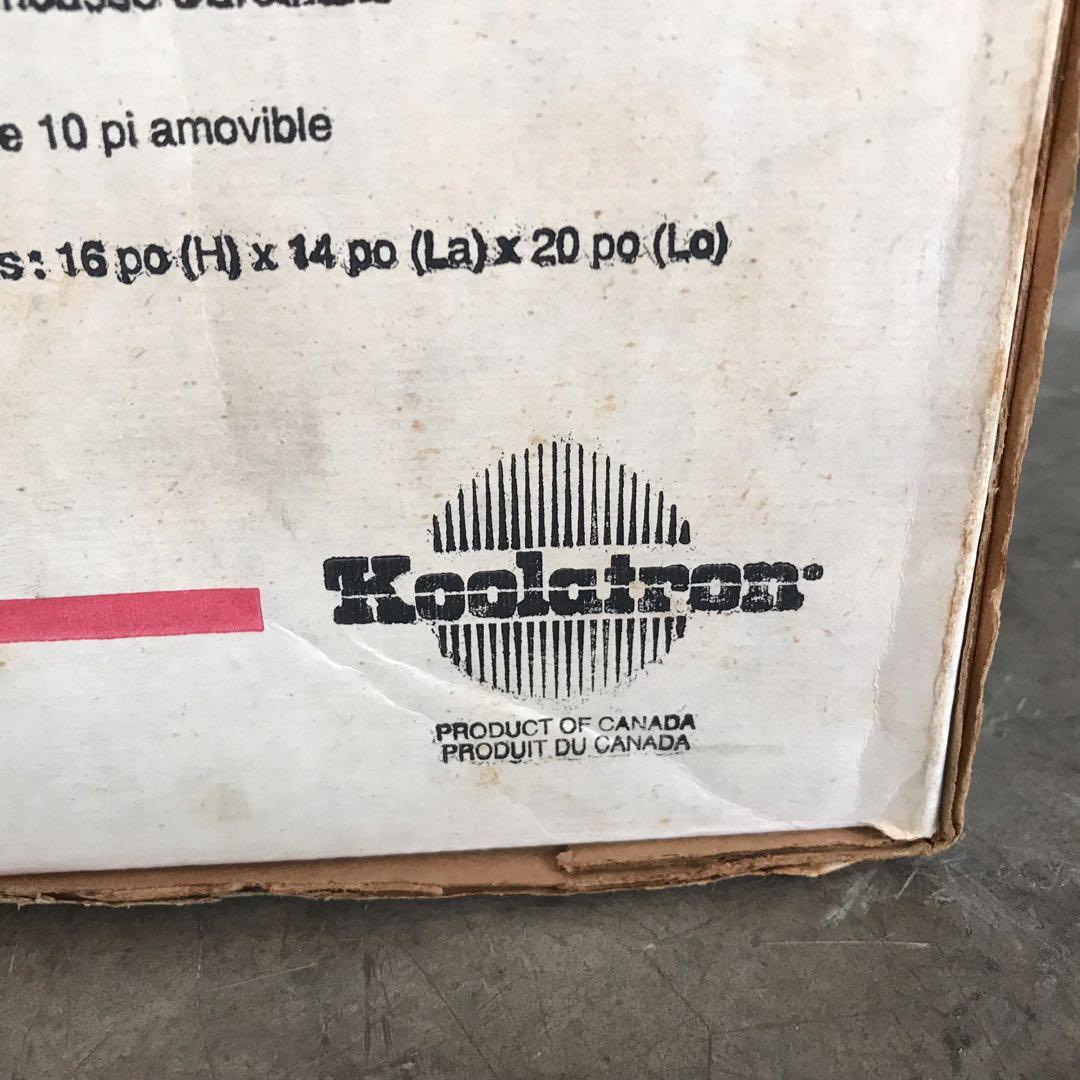 e 10 pi amovible
s: 16 po (H) x 14 po (La) x 20 po (Lo)
Koolatron®
PRODUCT OF CANADA
PRODUIT DU CANADA